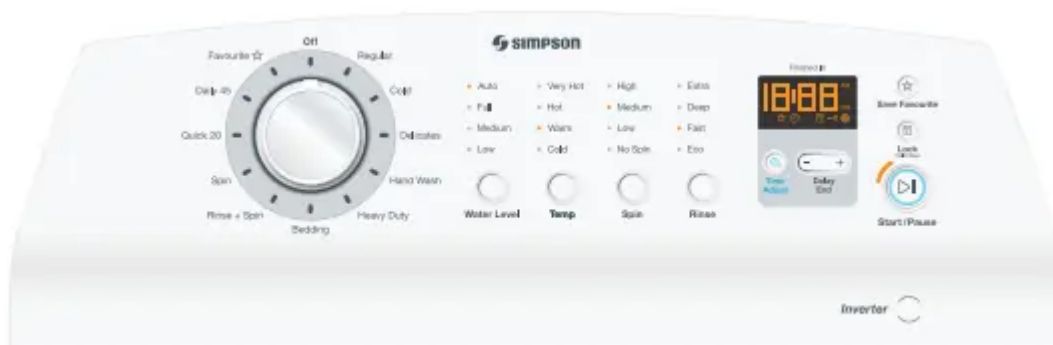 Off
Favourite
Regular
Daily 45
Cold
Quick 20
Delicates
Spin
Hand Wash
Rinse + Spin
Heavy Duty
Bedding
SIMPSON
Auto
Full
Medium
Low
Water Level
Very Hot
Hot
Warm
Cold
Temp
High
Medium
Low
No Spin
Spin
Extra
Deep
Fast
Eco
Rinse
Finished in
18:88
Time
Adjust
- +
Delay
End
Save Favourite
Lock
Start/Pause
Inverter